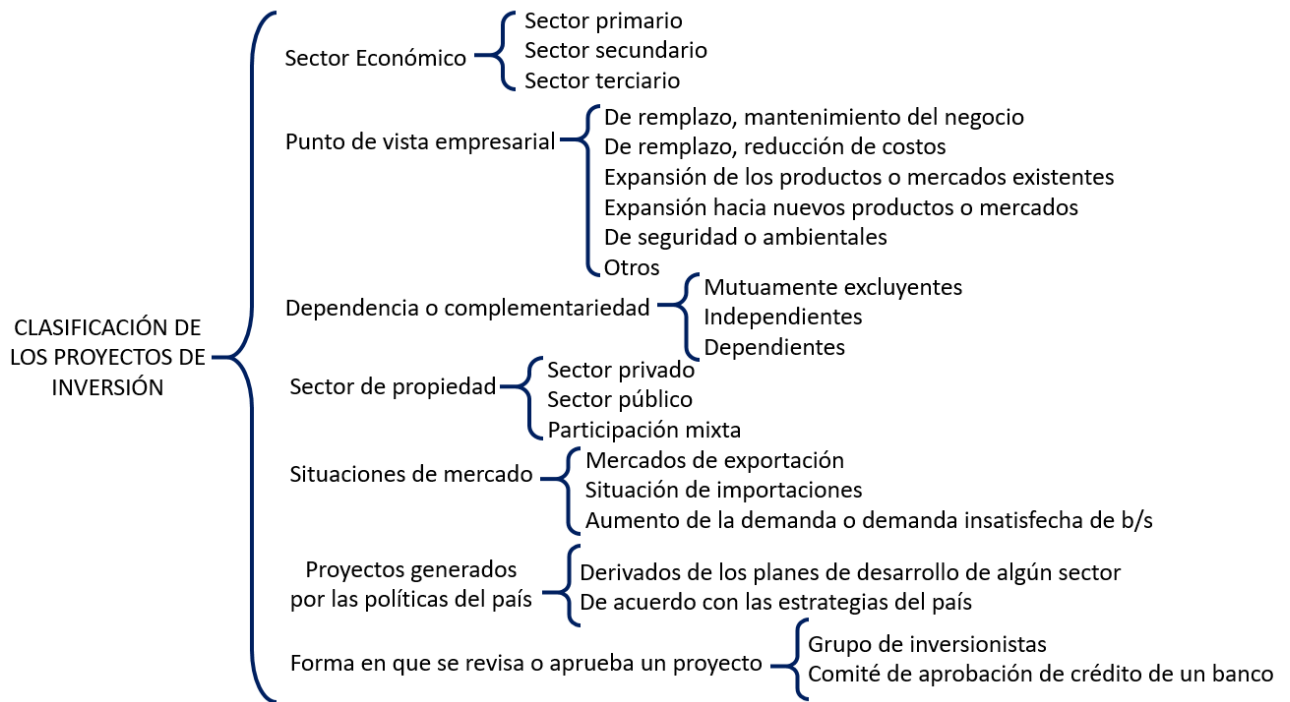 CLASIFICACIÓN DE
LOS PROYECTOS DE
INVERSIÓN
Sector Económico
Sector primario
Sector secundario
Sector terciario
Punto de vista empresarial
De remplazo, mantenimiento del negocio
De remplazo, reducción de costos
Expansión de los productos o mercados existentes
Expansión hacia nuevos productos o mercados
De seguridad o ambientales
Otros
Dependencia o complementariedad
Mutuamente excluyentes
Independientes
Dependientes
Sector de propiedad
Sector privado
Sector público
Participación mixta
Situaciones de mercado
Mercados de exportación
Situación de importaciones
Aumento de la demanda o demanda insatisfecha de b/s
Proyectos generados
por las políticas del país
Derivados de los planes de desarrollo de algún sector
De acuerdo con las estrategias del país
Forma en que se revisa o aprueba un proyecto
Grupo de inversionistas
Comité de aprobación de crédito de un banco